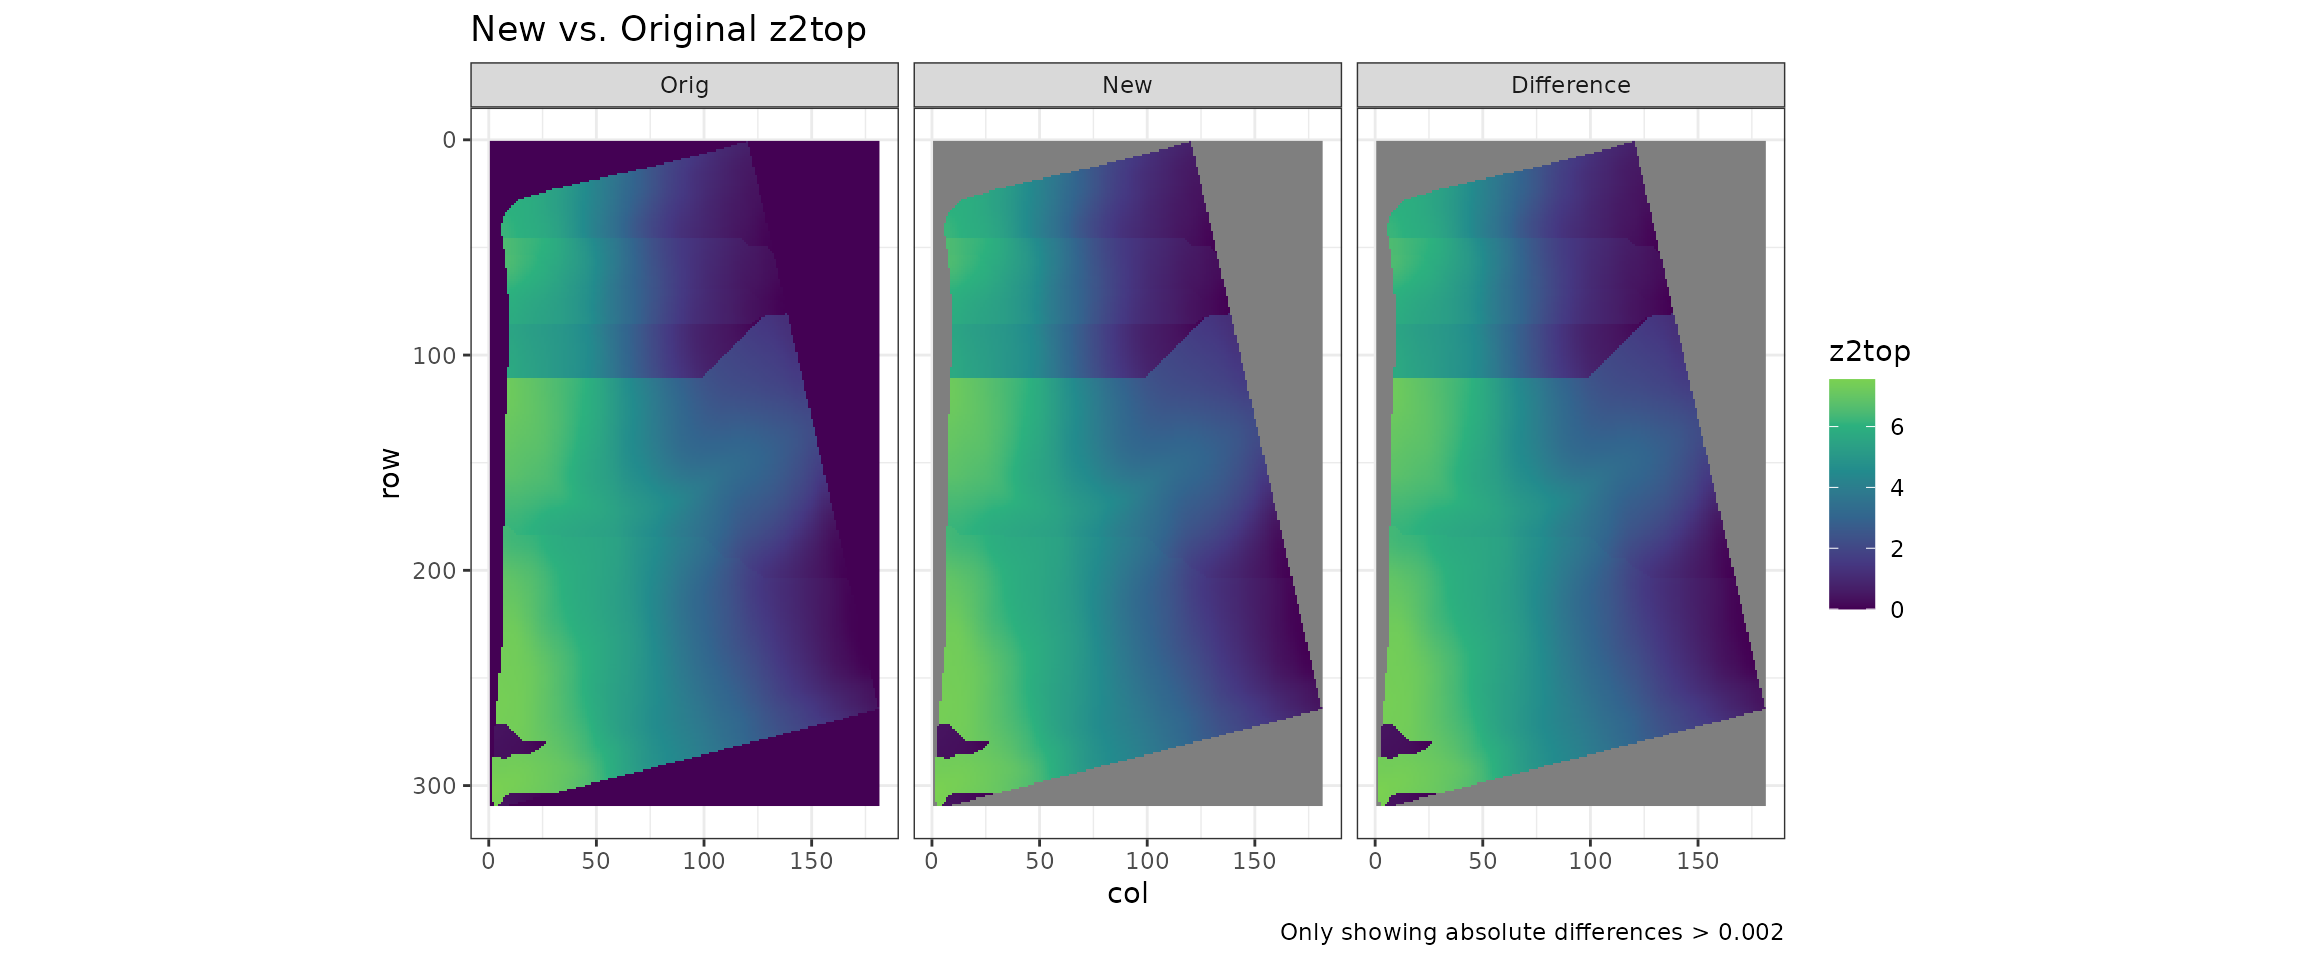 New vs. Original z2top
Orig
New
Difference
row
0
100
200
300
0 50 100 150
0 50 100 150
0 50 100 150
col
z2top
6
4
2
0
Only showing absolute differences > 0.002